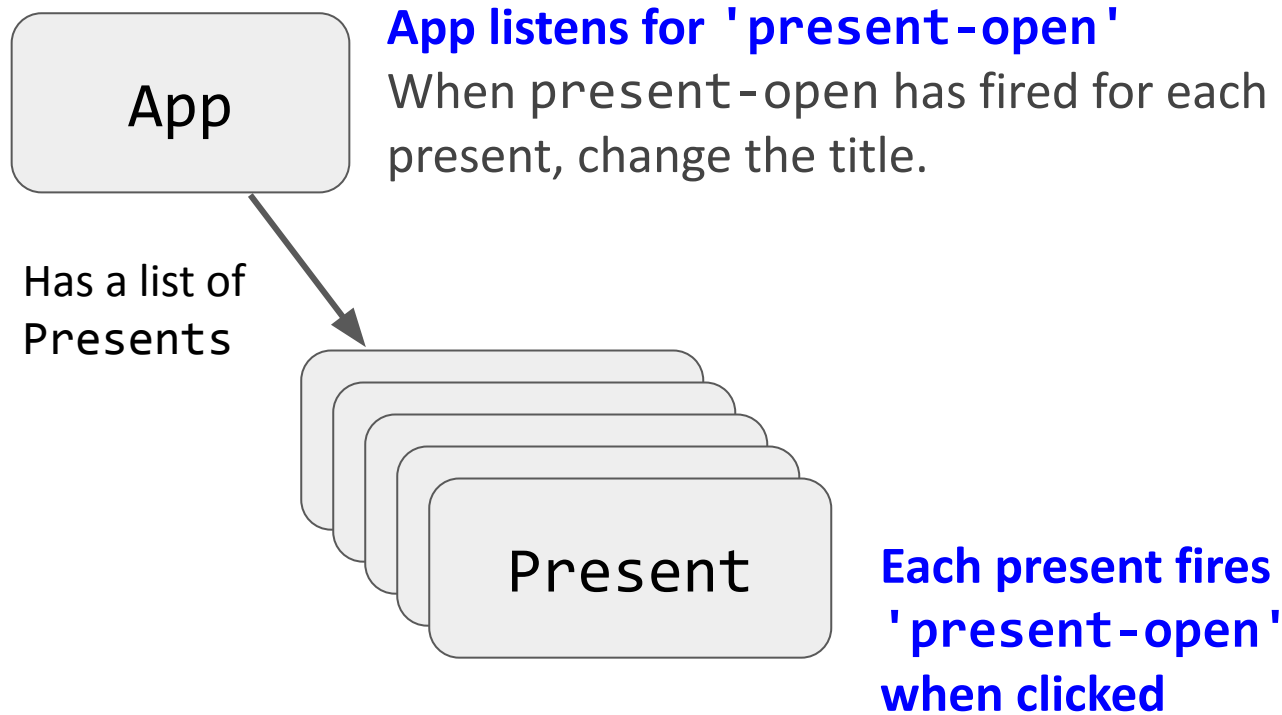 App
App listens for 'present-open'
When present-open has fired for each
present, change the title.
Has a list of
Presents
Present
Each present fires
'present-open'
when clicked